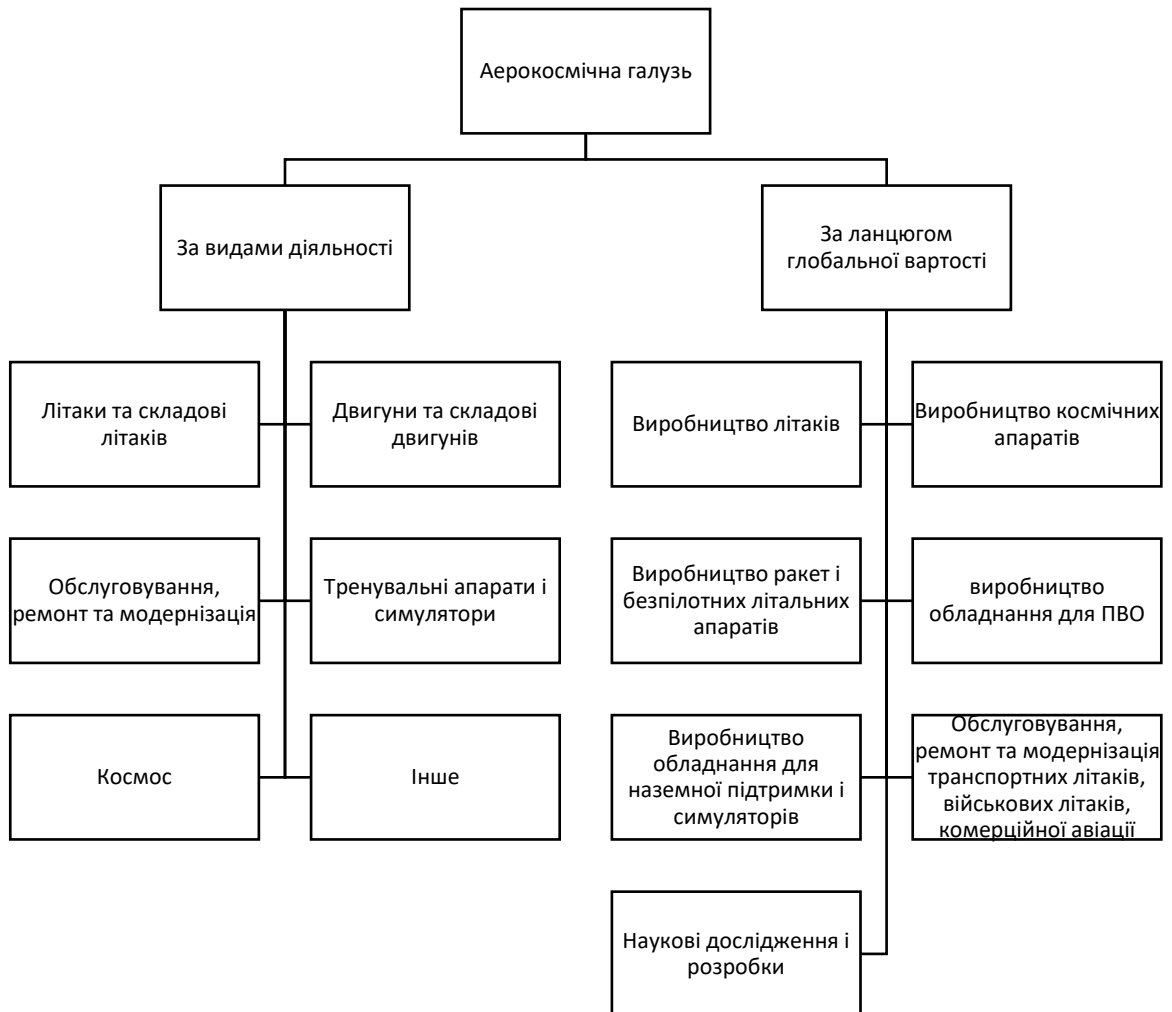 Аерокосмічна галузь
За видами діяльності
За ланцюгом
глобальної вартості
Літаки та складові
літаків
Двигуни та складові
двигунів
Виробництво літаків
Виробництво космічних
апаратів
Обслуговування,
ремонт та модернізація
Тренувальні апарати і
симулятори
Виробництво ракет і
безпілотних літальних
апаратів
виробництво
обладнання для ПВО
Космос
Інше
Виробництво
обладнання для
наземної підтримки і
симуляторів
Обслуговування,
ремонт та модернізація
транспортних літаків,
військових літаків,
комерційної авіації
Наукові дослідження і
розробки